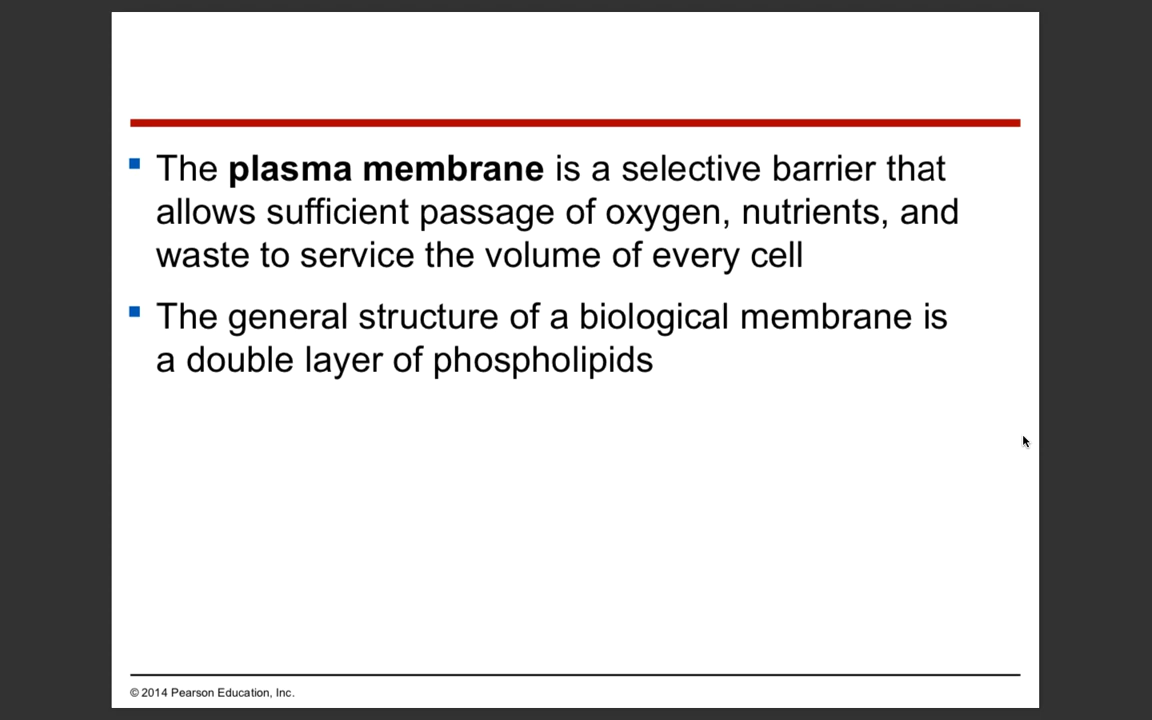 The plasma membrane is a selective barrier that
allows sufficient passage of oxygen, nutrients, and
waste to service the volume of every cell
The general structure of a biological membrane is
a double layer of phospholipids
© 2014 Pearson Education, Inc.